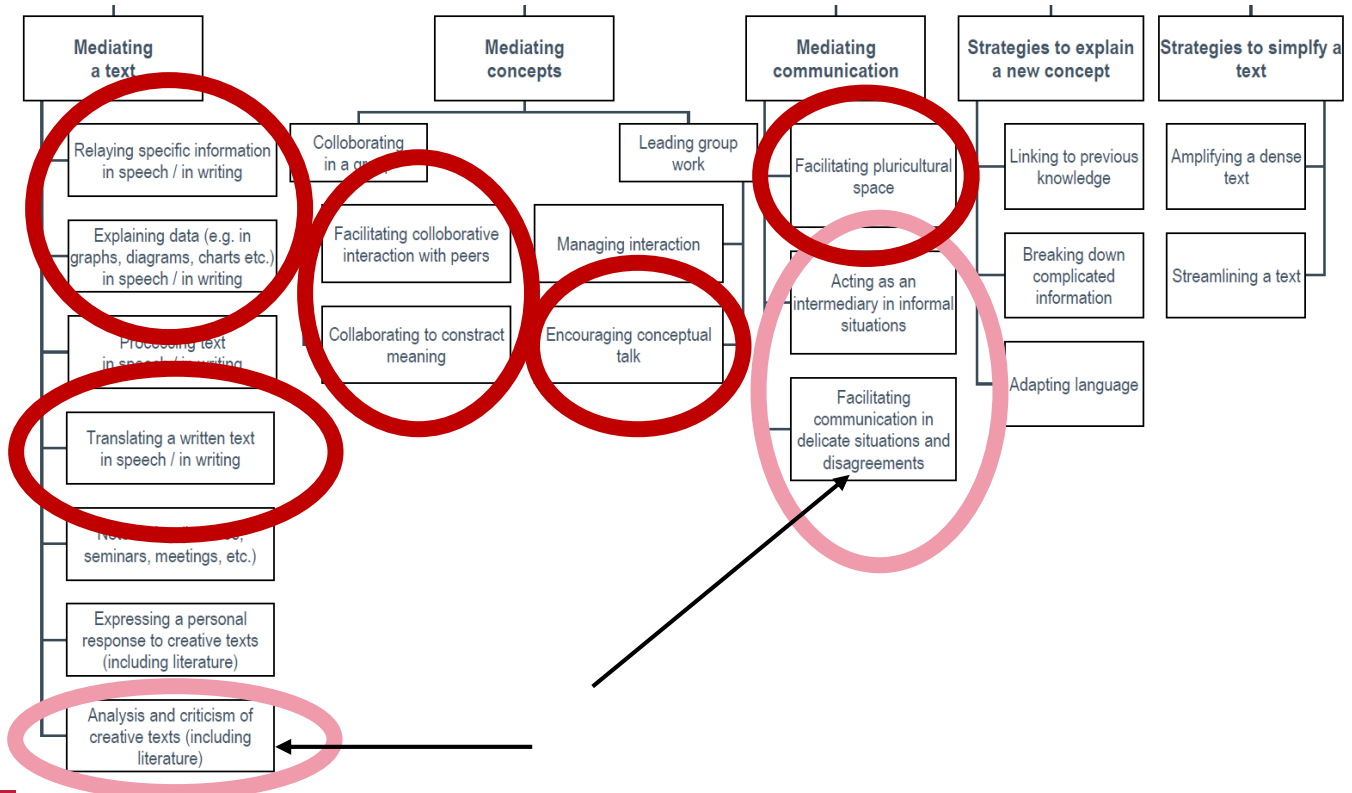 Mediating
a text
Mediating
concepts
Mediating
communication
Strategies to explain
a new concept
Strategies to simplfy a
text
Relaying specific information
in speech / in writing
Explaining data (e.g. in
graphs, diagrams, charts etc.)
in speech / in writing
Processing text
in speech / in writing
Translating a written text
in speech / in writing
seminars, meetings, etc.)
Expressing a personal
response to creative texts
(including literature)
Analysis and criticism of
creative texts (including
literature)
Colloborating
in a
Facilitating colloborative
interaction with peers
Collaborating to constract
meaning
Leading group
work
Managing interaction
Encouraging conceptual
talk
Facilitating pluricultural
space
Acting as an
intermediary in informal
situations
Facilitating
communication in
delicate situations and
disagreements
Linking to previous
knowledge
Breaking down
complicated
information
Adapting language
Amplifying a dense
text
Streamlining a text